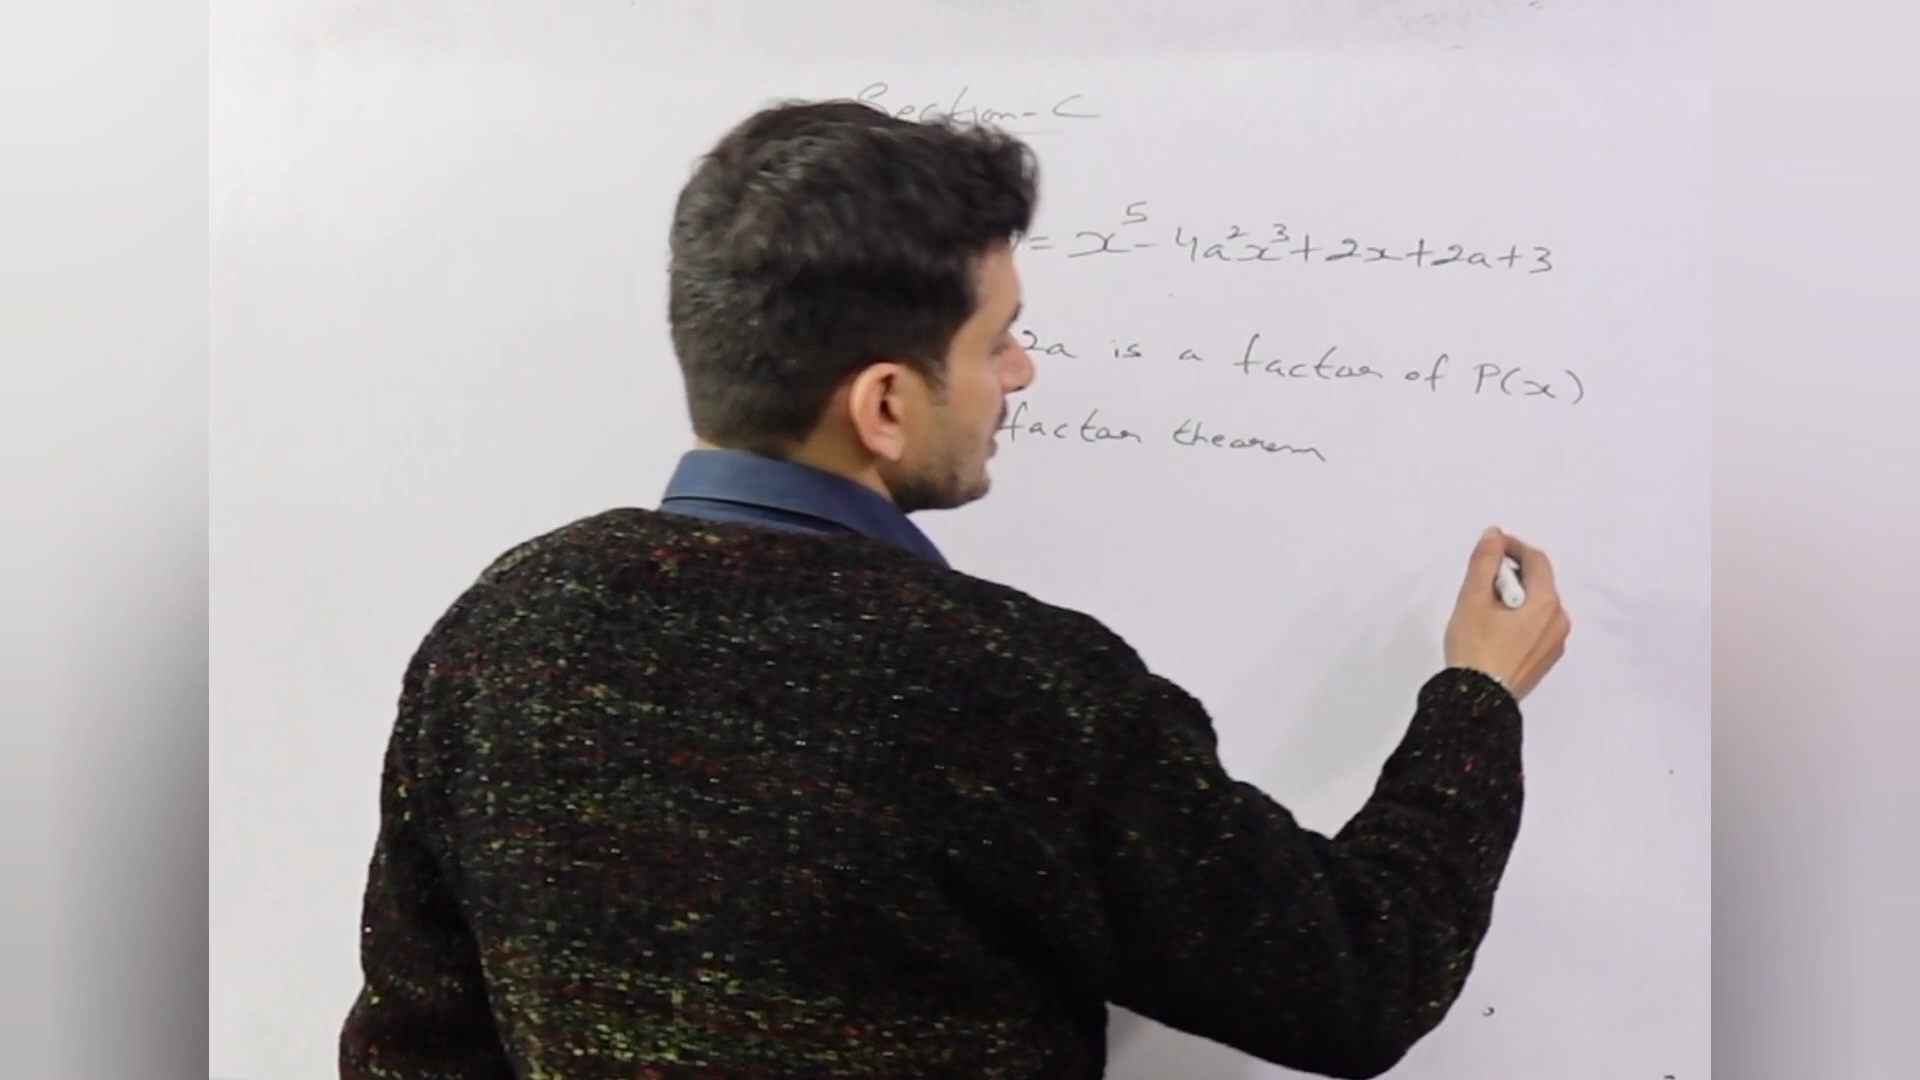 Section-C
= x⁵ - 4a²x³ + 2x + 2a + 3
2a is a factor of P(x)
factor theorem